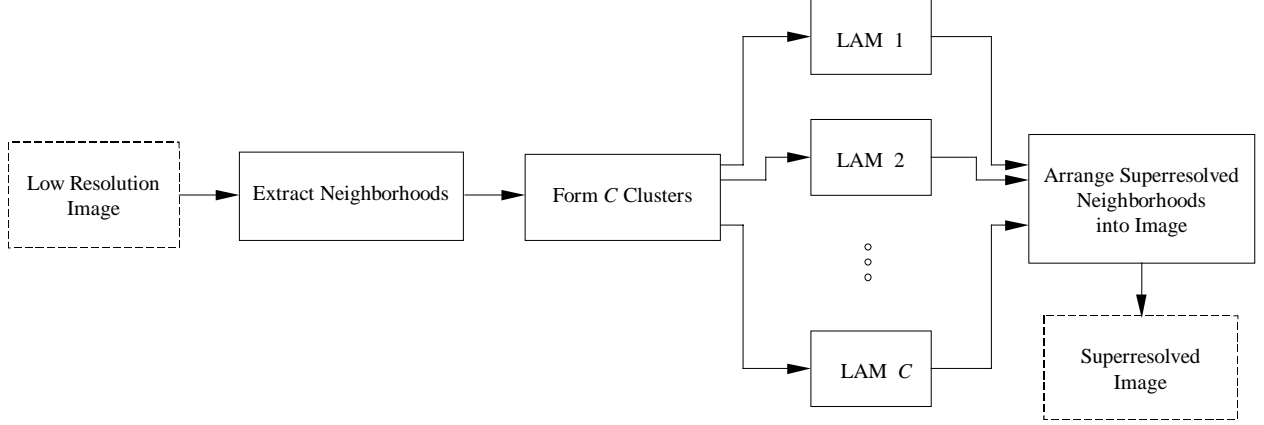 Low Resolution
Image
Extract Neighborhoods
Form C Clusters
LAM 1
LAM 2
LAM C
Arrange Superresolved
Neighborhoods
into Image
Superresolved
Image